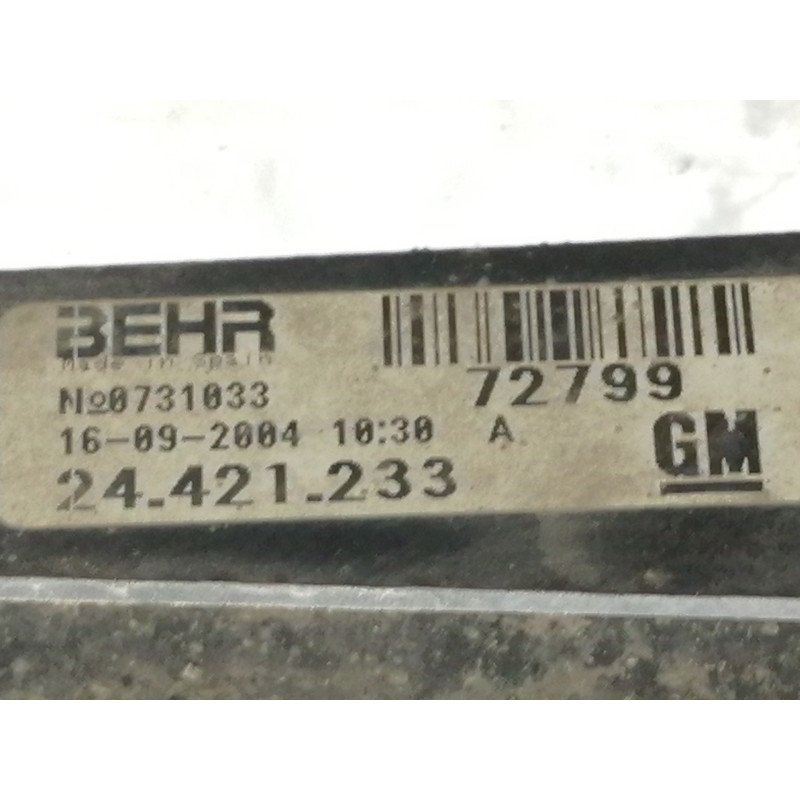 BEHR
Made in Spain
72799
Nº0731033
16-09-2004 10:30 A
24.421.233
GM